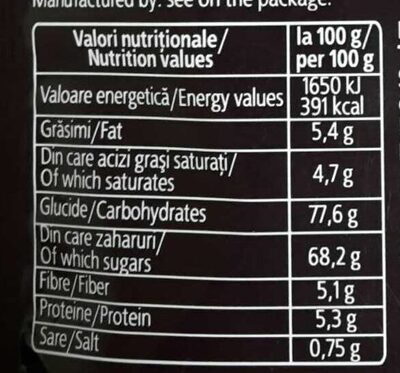 Manufactured by: See on the package.
Valori nutriționale/ la 100 g/
Nutrition values per 100 g
Valoare energetică/Energy values 1650 kJ
391 kcal
Grăsimi/Fat 5,4 g
Din care acizi grași saturați/
Of which saturates 4,7 g
Glucide/Carbohydrates 77,6 g
Din care zaharuri/
Of which sugars 68,2 g
Fibre/Fiber 5,1 g
Proteine/Protein 5,3 g
Sare/Salt 0,75 g